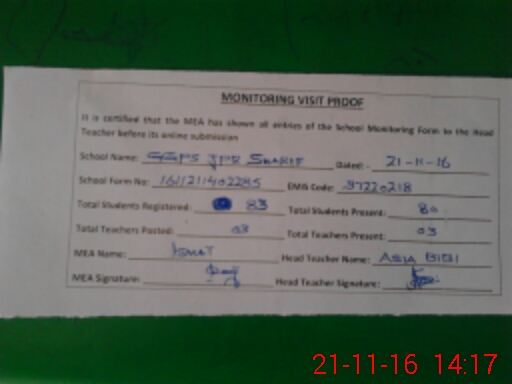 MONITORING VISIT PROOF
It is certified that the MEA has shown all entries of the School Monitoring Form to the Head
Teacher before its online submission
School Name: GGPS JPR SHARIF Dated: 21-11-16
School Form No: EMIS Code: 37220218
Total Students Registered: 83 Total Students Present: 80
Total Teachers Posted: 03 Total Teachers Present: 03
MEA Name: ISMAT Head Teacher Name: ASIA BIBI
MEA Signature: Head Teacher Signature:
21-11-16 14:17